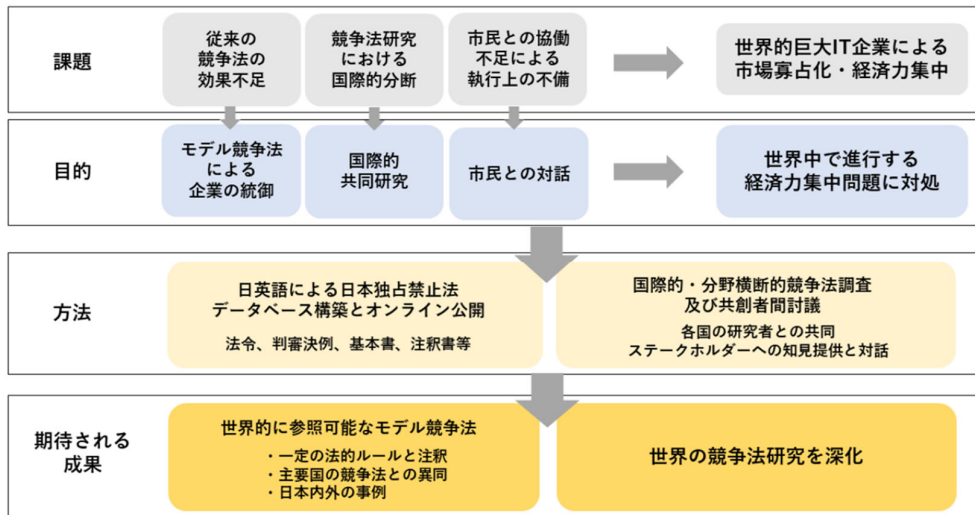 課題
従来の
競争法の
効果不足
競争法研究
における
国際的分断
市民との協働
不足による
執行上の不備
世界的巨大IT企業による
市場寡占化・経済力集中
目的
モデル競争法
による
企業の統御
国際的
共同研究
市民との対話
世界中で進行する
経済力集中問題に対処
方法
日英語による日本独占禁止法
データベース構築とオンライン公開
法令、判審決例、基本書、注釈書等
国際的・分野横断的競争法調査
及び共創者間討議
各国の研究者との共同
ステークホルダーへの知見提供と対話
期待される
成果
世界的に参照可能なモデル競争法
・一定の法的ルールと注釈
・主要国の競争法との異同
・日本内外の事例
世界の競争法研究を深化